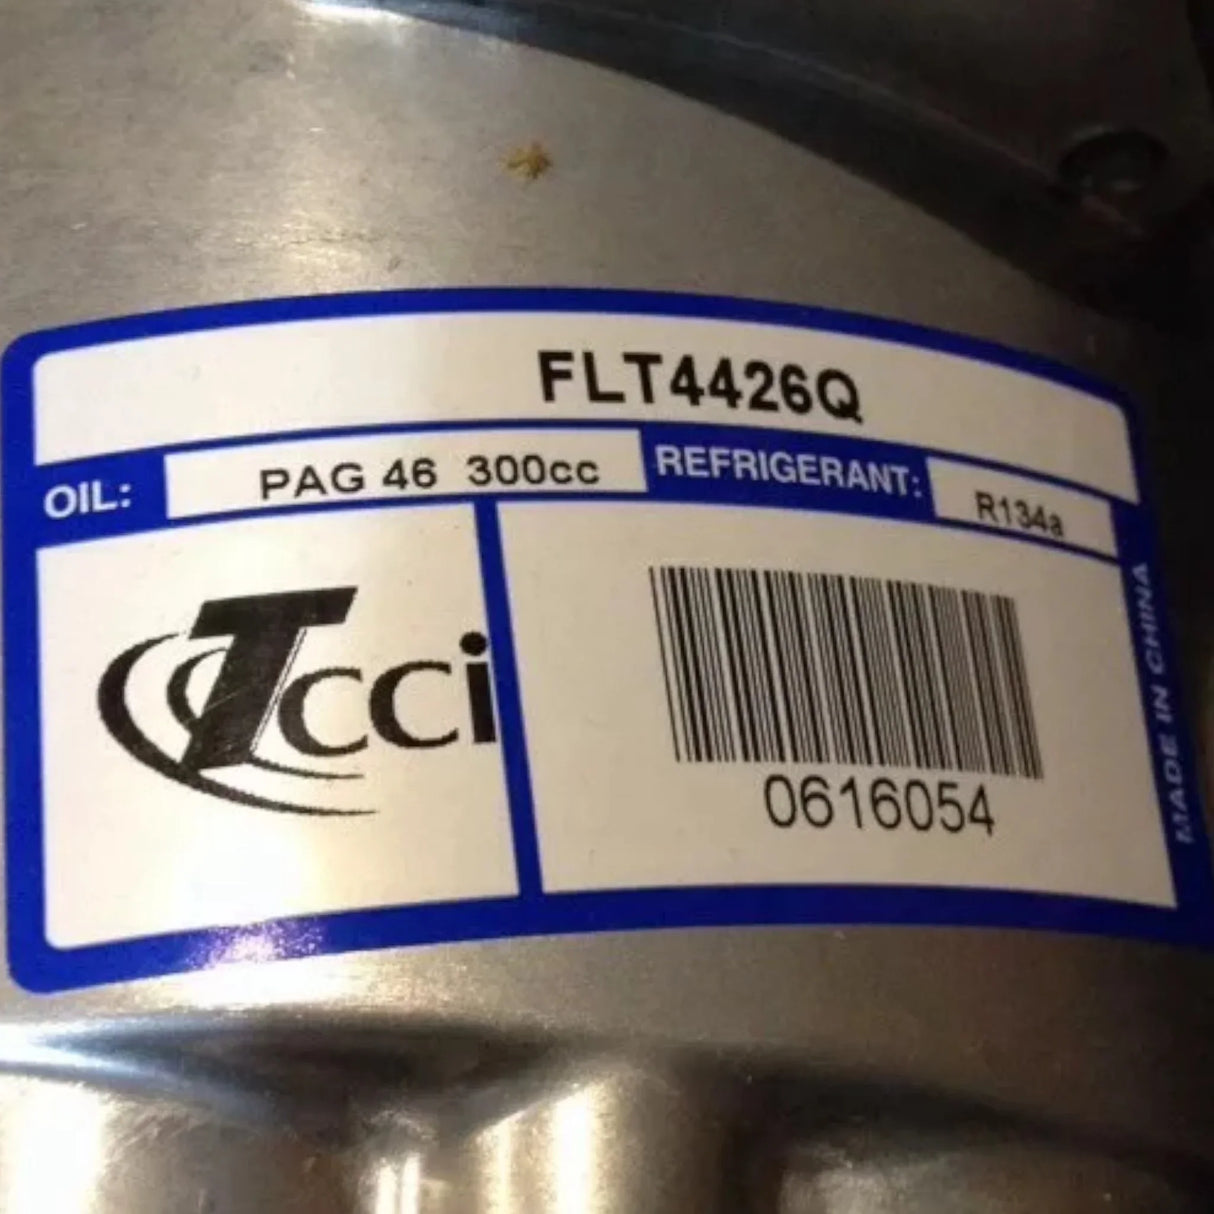 FLT4426Q
OIL: PAG 46 300cc REFRIGERANT: R134a
Tcci
0616054
MADE IN CHINA